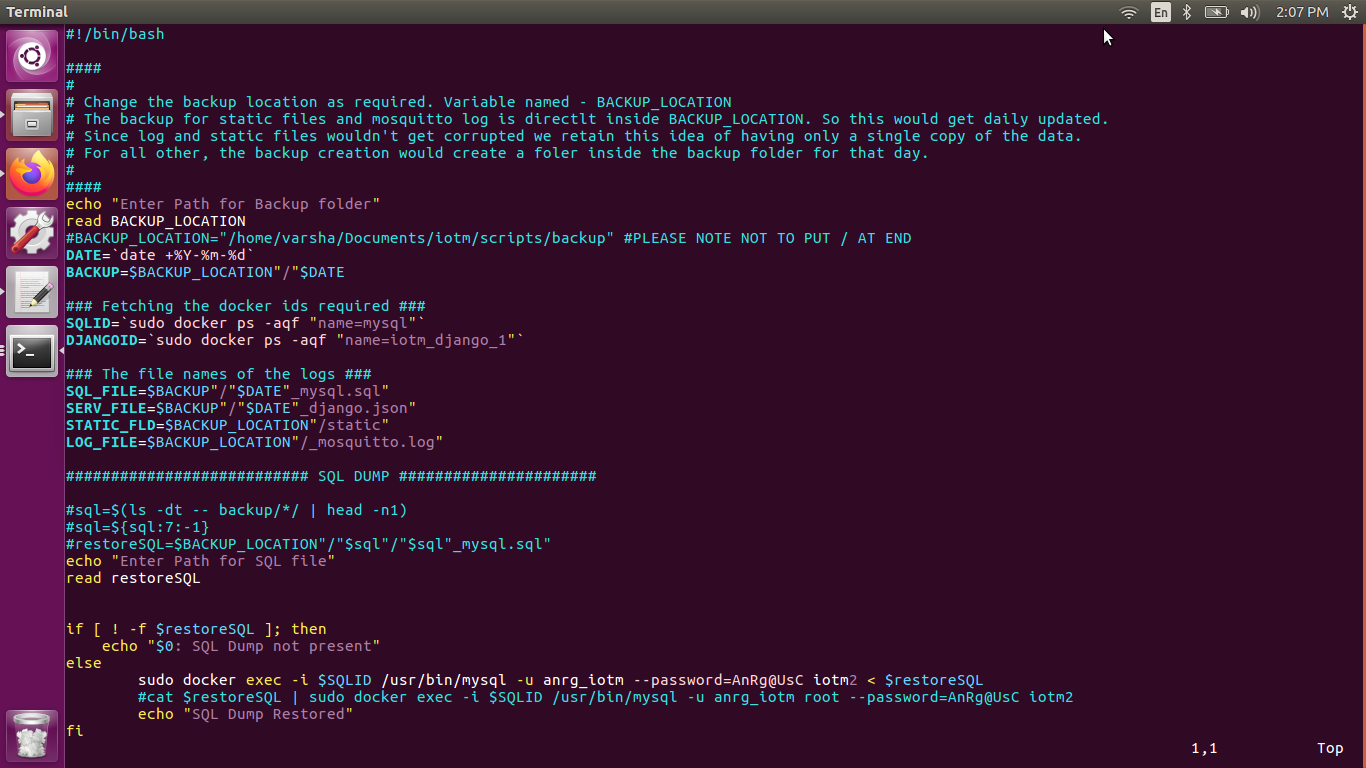 Terminal
En
2:07 PM
#!/bin/bash
####
#
# Change the backup location as required. Variable named - BACKUP_LOCATION
# The backup for static files and mosquitto log is directlt inside BACKUP_LOCATION. So this would get daily updated.
# Since log and static files wouldn't get corrupted we retain this idea of having only a single copy of the data.
# For all other, the backup creation would create a foler inside the backup folder for that day.
#
####
echo "Enter Path for Backup folder"
read BACKUP_LOCATION
#BACKUP_LOCATION="/home/varsha/Documents/iotm/scripts/backup" #PLEASE NOTE NOT TO PUT / AT END
DATE=`date +%Y-%m-%d`
BACKUP=$BACKUP_LOCATION"/"$DATE
### Fetching the docker ids required ###
SQLID=`sudo docker ps -aqf "name=mysql"`
DJANGOID=`sudo docker ps -aqf "name=iotm_django_1"`
### The file names of the logs ###
SQL_FILE=$BACKUP"/"$DATE"_mysql.sql"
SERV_FILE=$BACKUP"/"$DATE"_django.json"
STATIC_FLD=$BACKUP_LOCATION"/static"
LOG_FILE=$BACKUP_LOCATION"/_mosquitto.log"
########################### SQL DUMP ######################
#sql=$(ls -dt -- backup/*/ | head -n1)
#sql=${sql:7:-1}
#restoreSQL=$BACKUP_LOCATION"/"$sql"/"$sql"_mysql.sql"
echo "Enter Path for SQL file"
read restoreSQL
if [ ! -f $restoreSQL ]; then
    echo "$0: SQL Dump not present"
else
        sudo docker exec -i $SQLID /usr/bin/mysql -u anrg_iotm --password=AnRg@UsC iotm2 < $restoreSQL
        #cat $restoreSQL | sudo docker exec -i $SQLID /usr/bin/mysql -u anrg_iotm root --password=AnRg@UsC iotm2
        echo "SQL Dump Restored"
fi
1,1 Top